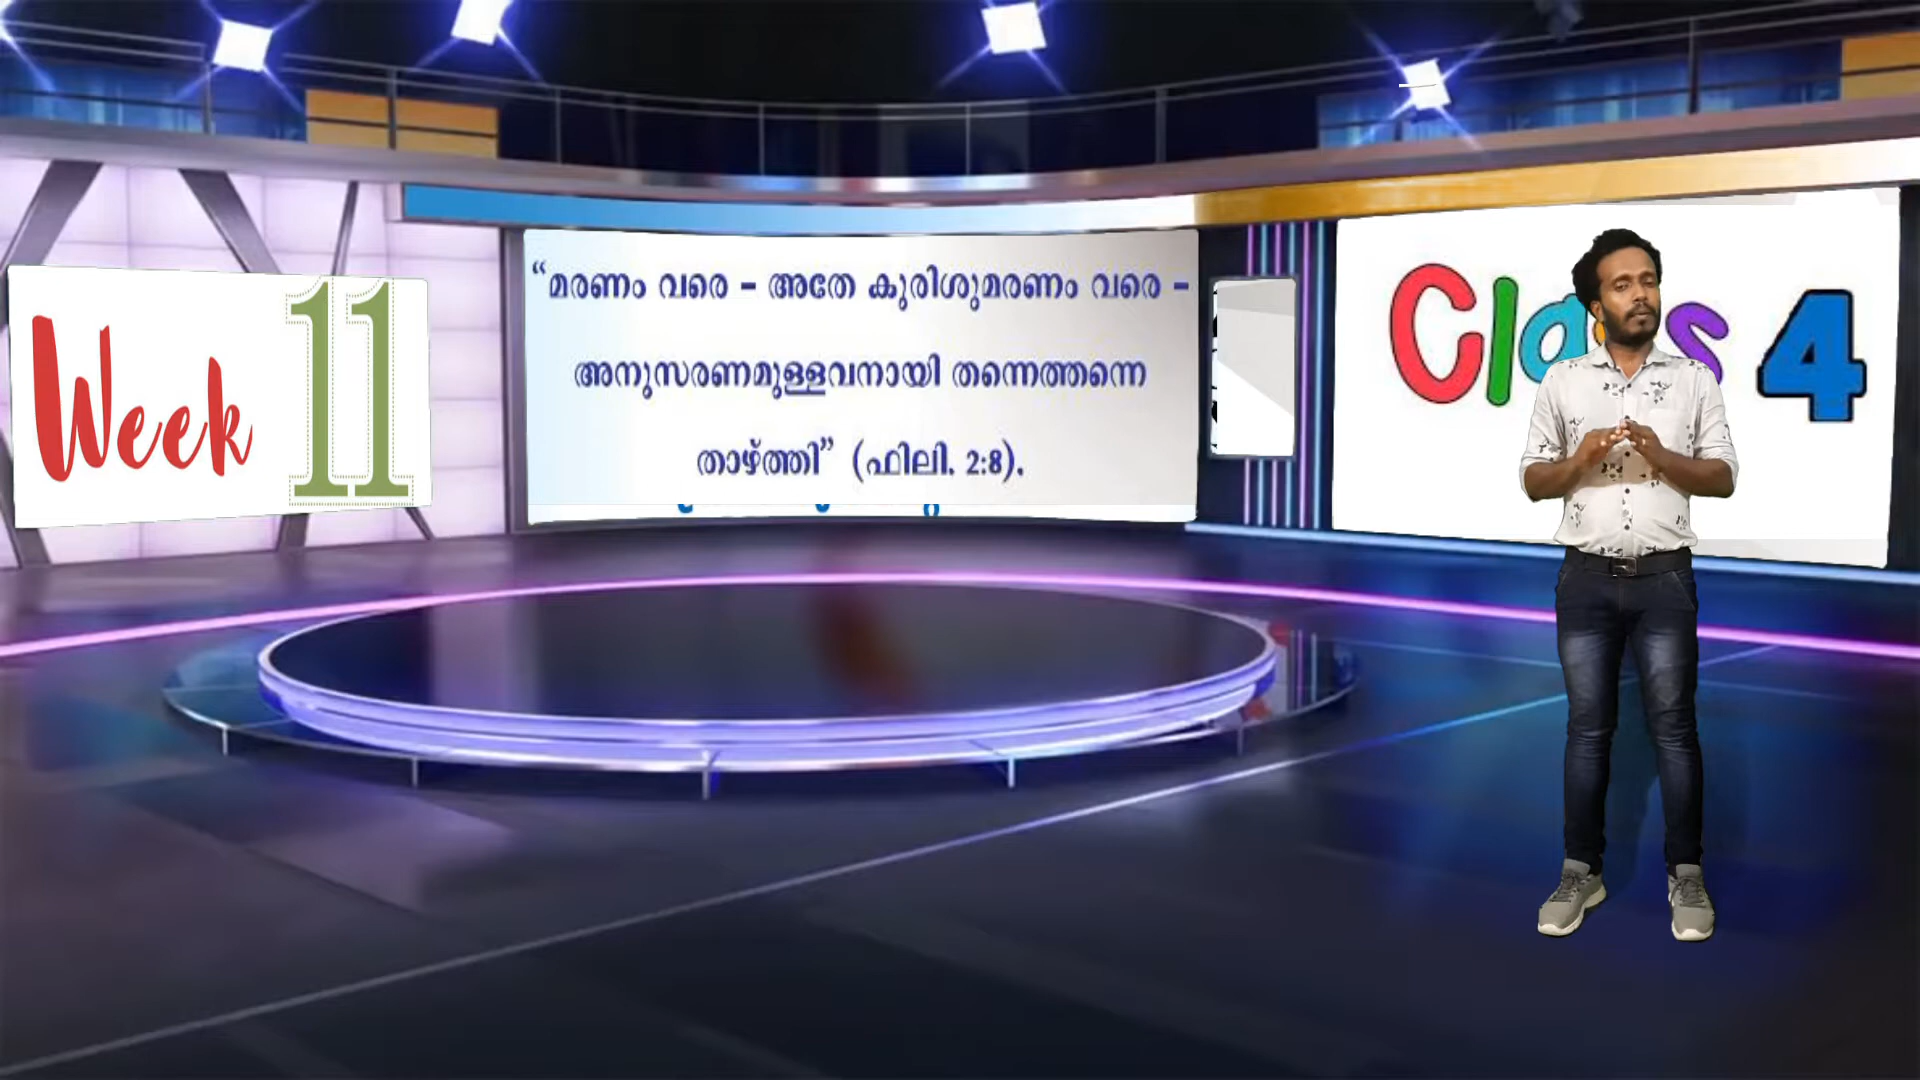 Week 11
“മരണം വരെ - അതേ കുരിശുമരണം വരെ -
അനുസരണമുള്ളവനായി തന്നെത്തന്നെ
താഴ്ത്തി” (ഫിലി. 2:8).
Class 4